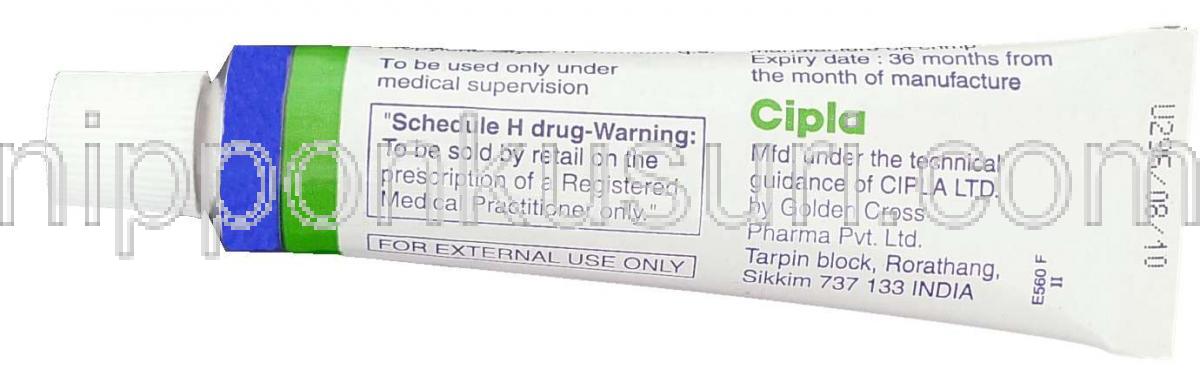 To be used only under
medical supervision
"Schedule H drug-Warning:
To be sold by retail on the
prescription of a Registered
Medical Practitioner only."
FOR EXTERNAL USE ONLY
Expiry date : 36 months from
the month of manufacture
Cipla
Mfd. under the technical
guidance of CIPLA LTD.
by Golden Cross
Pharma Pvt. Ltd.
Tarpin block, Rorathang,
Sikkim 737 133 INDIA
E560 F
II
nipponkusuri.com